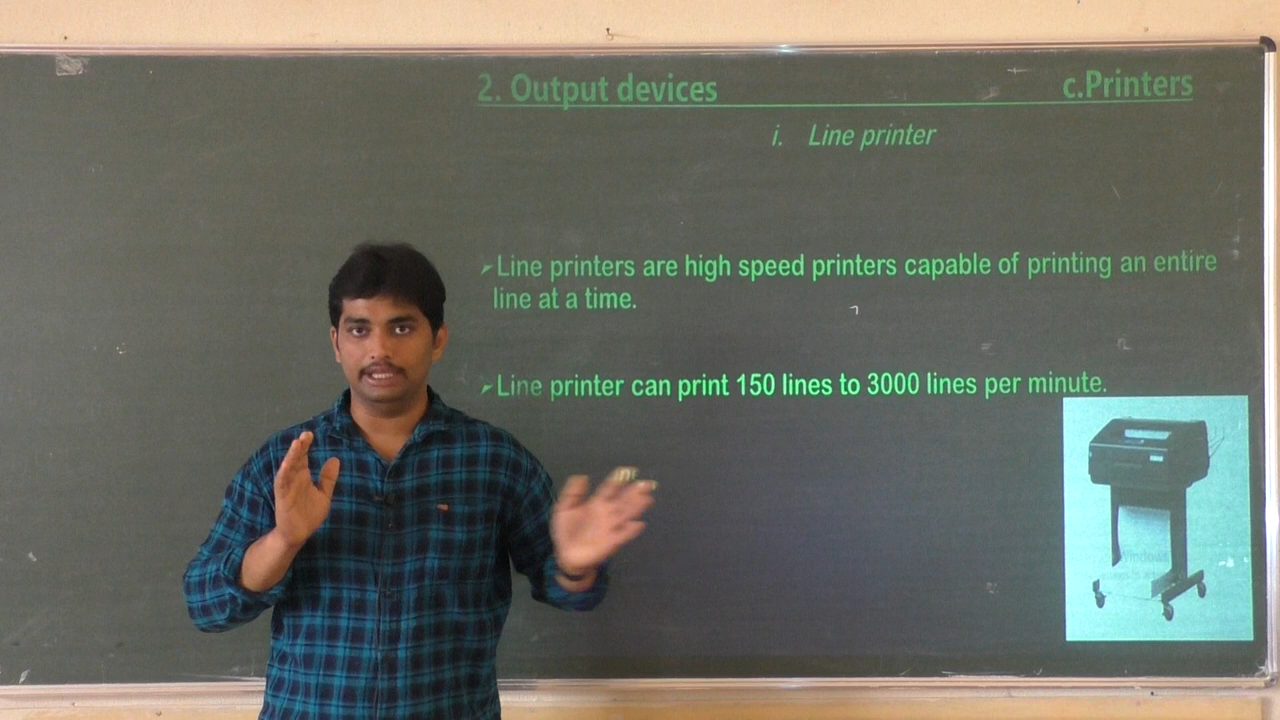 2. Output devices c.Printers
i. Line printer
➢Line printers are high speed printers capable of printing an entire
line at a time.
➢Line printer can print 150 lines to 3000 lines per minute.
Windows